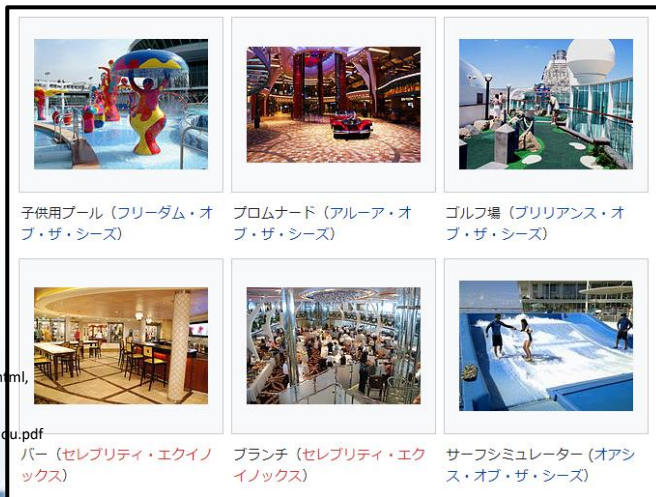 子供用プール（フリーダム・オ
ブ・ザ・シーズ）
プロムナード（アルーア・オ
ブ・ザ・シーズ）
ゴルフ場（ブリリアンス・オ
ブ・ザ・シーズ）
html,
ou.pdf
バー（セレブリティ・エクイノ
ックス）
ブランチ（セレブリティ・エク
イノックス）
サーフシミュレーター (オアシ
ス・オブ・ザ・シーズ）